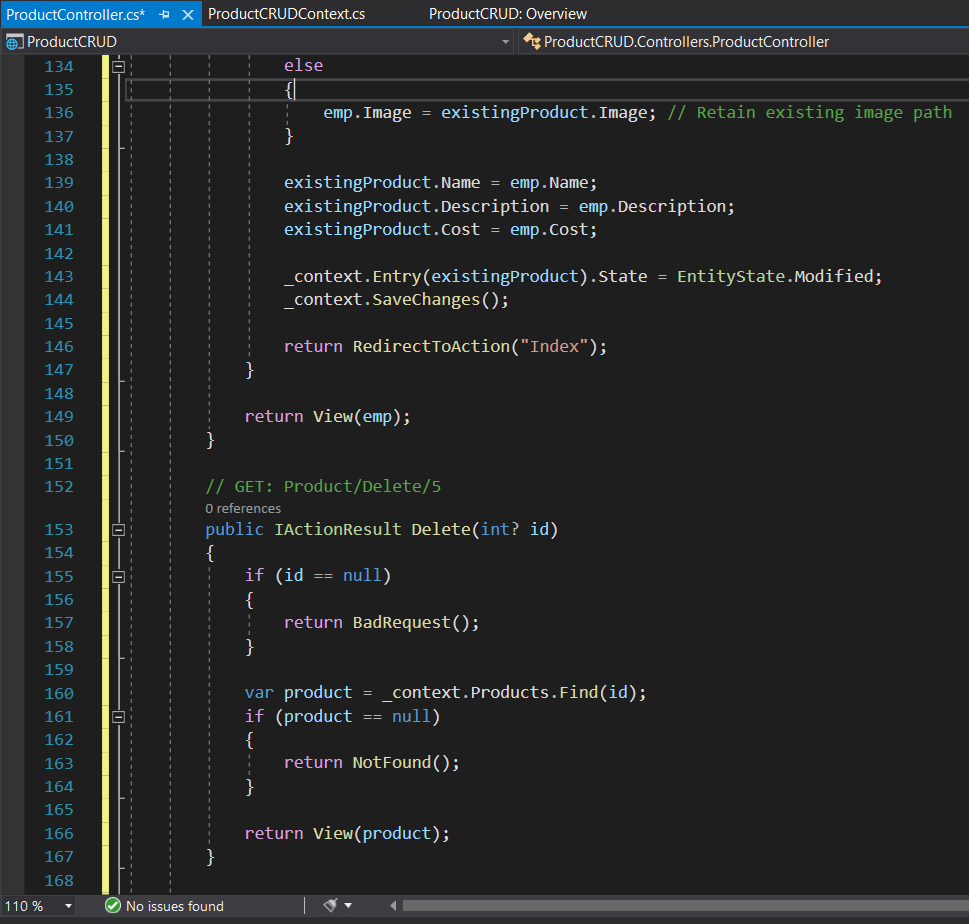 ProductController.cs*
ProductCRUDContext.cs
ProductCRUD: Overview
ProductCRUD
ProductCRUD.Controllers.ProductController
134 else
135 {
136 emp.Image = existingProduct.Image; // Retain existing image path
137 }
138
139 existingProduct.Name = emp.Name;
140 existingProduct.Description = emp.Description;
141 existingProduct.Cost = emp.Cost;
142
143 _context.Entry(existingProduct).State = EntityState.Modified;
144 _context.SaveChanges();
145
146 return RedirectToAction("Index");
147 }
148
149 return View(emp);
150 }
151
152 // GET: Product/Delete/5
0 references
153 public IActionResult Delete(int? id)
154 {
155 if (id == null)
156 {
157 return BadRequest();
158 }
159
160 var product = _context.Products.Find(id);
161 if (product == null)
162 {
163 return NotFound();
164 }
165
166 return View(product);
167 }
168
110 %
No issues found